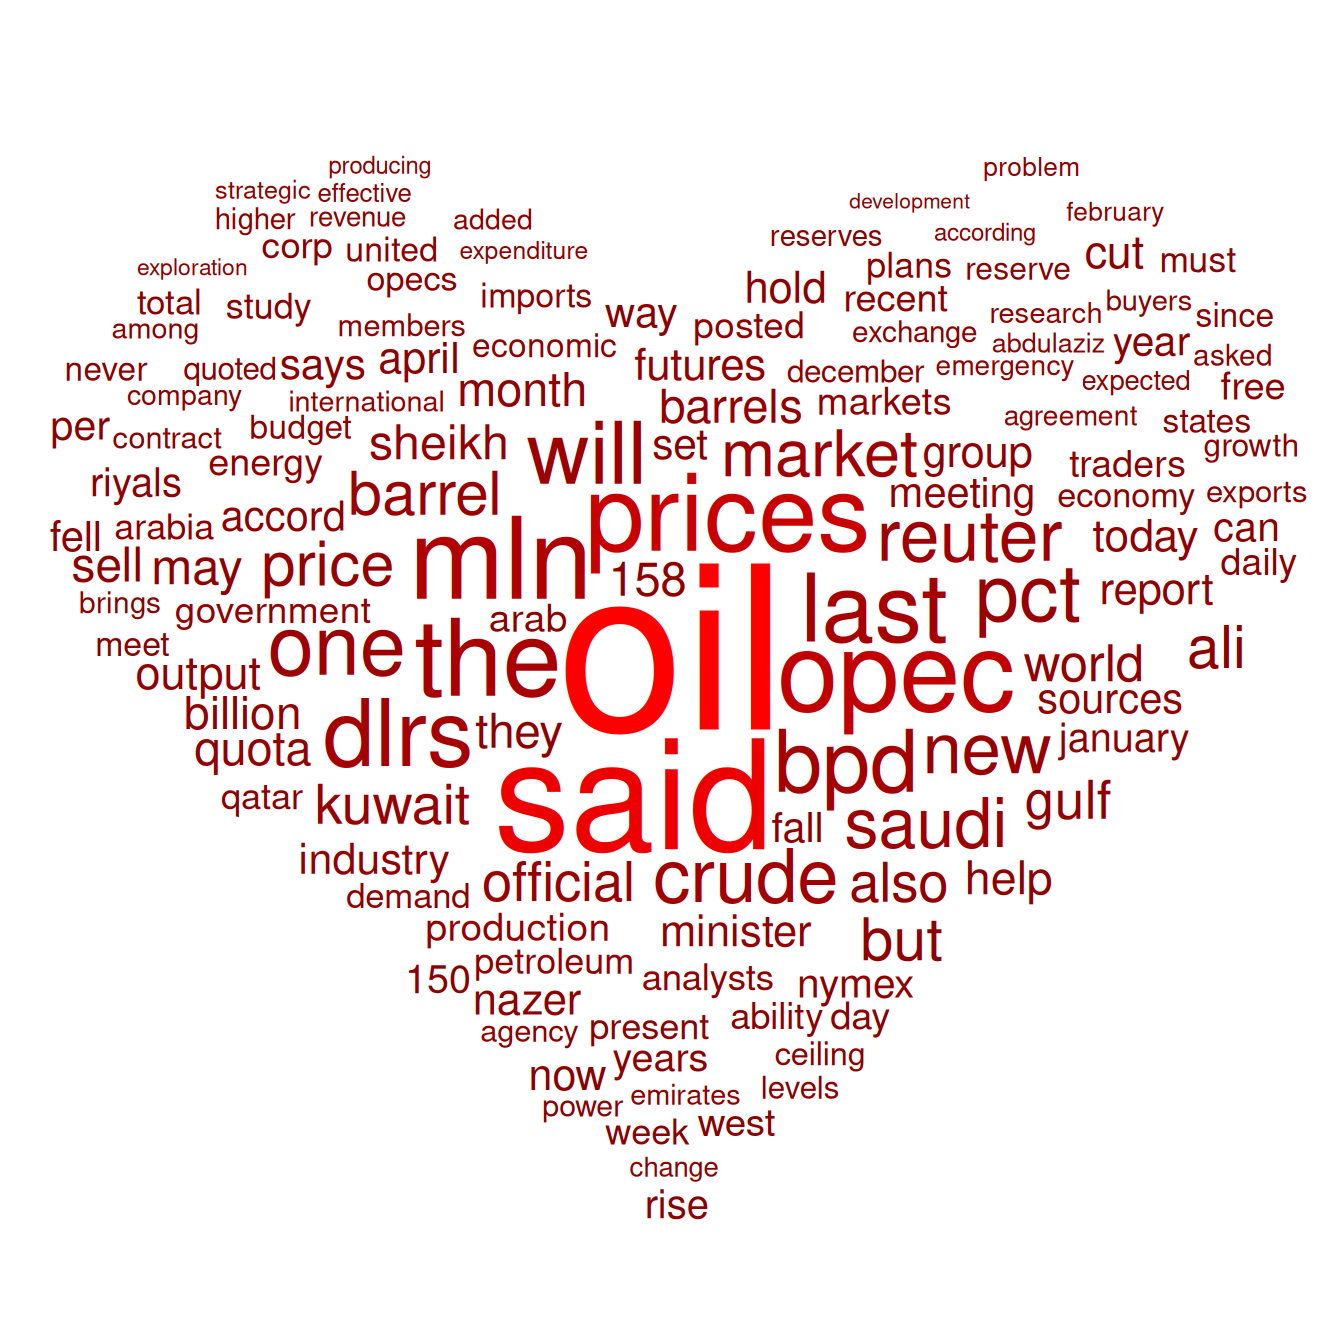 producing
problem
strategic effective
development
higher revenue added
february
corp united expenditure
reserves according
exploration opecs
plans reserve cut must
total study imports way
hold recent
among members posted
research buyers since
never quoted says april economic
futures exchange abdulaziz year asked
company international month
december emergency expected free
per contract budget sheikh will set
barrels markets agreement states
energy market group traders growth
riyals barrel prices meeting economy exports
fell arabia accord mln reuter today can
sell may price 158 last pct report daily
brings government arab oil
meet one the opec world ali
output sources
billion dlrs they bpd new january
quota
qatar kuwait said fall saudi gulf
industry official crude also help
demand
production minister but
150 petroleum analysts nymex
nazer
agency present ability day
now years ceiling
power emirates levels
week west
change
rise